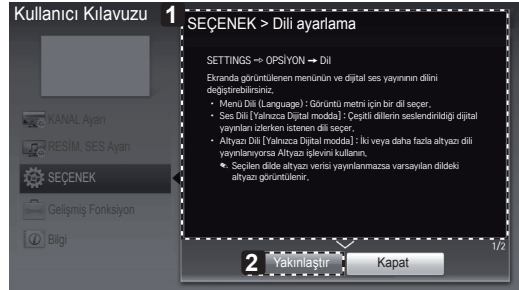 Kullanıcı Kılavuzu
1
SEÇENEK > Dili ayarlama
SETTINGS ➾ OPSİYON ➞ Dil
Ekranda görüntülenen menünün ve dijital ses yayınının dilini
değiştirebilirsiniz,
• Menü Dili (Language) : Görüntü metni için bir dil seçer,
• Ses Dili [Yalnızca Dijital modda] : Çeşitli dillerin seslendirildiği dijital
yayınları izlerken istenen dili seçer,
• Altyazı Dili [Yalnızca Dijital modda] : İki veya daha fazla altyazı dili
yayınlanıyorsa Altyazı işlevini kullanın,
✎ Seçilen dilde altyazı verisi yayınlanmazsa varsayılan dildeki
altyazı görüntülenir,
KANAL Ayarı
RESİM, SES Ayarı
SEÇENEK
Gelişmiş Fonksiyon
Bilgi
1/2
2
Yakınlaştır
Kapat